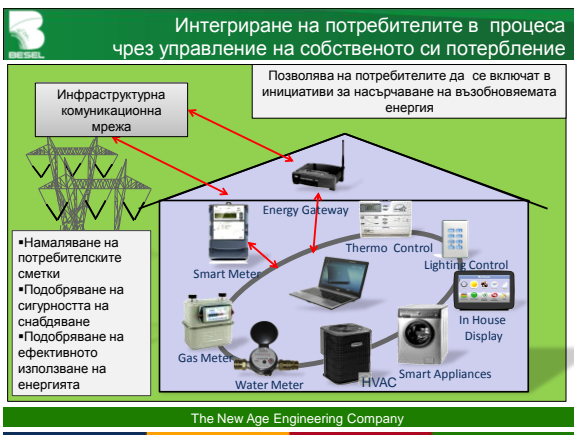 Интегриране на потребителите в процеса
чрез управление на собственото си потербление
BESEL
Позволява на потребителите да се включат в
инициативи за насърчаване на възобновяемата
енергия
Инфраструктурна
комуникационна
мрежа
Energy Gateway
Thermo Control
Smart Meter
Lighting Control
▪Намаляване на
потребителските
сметки
▪Подобряване на
сигурността на
снабдяване
▪Подобряване на
ефективното
използване на
енергията
In House
Display
Gas Meter
Water Meter
HVAC
Smart Appliances
The New Age Engineering Company